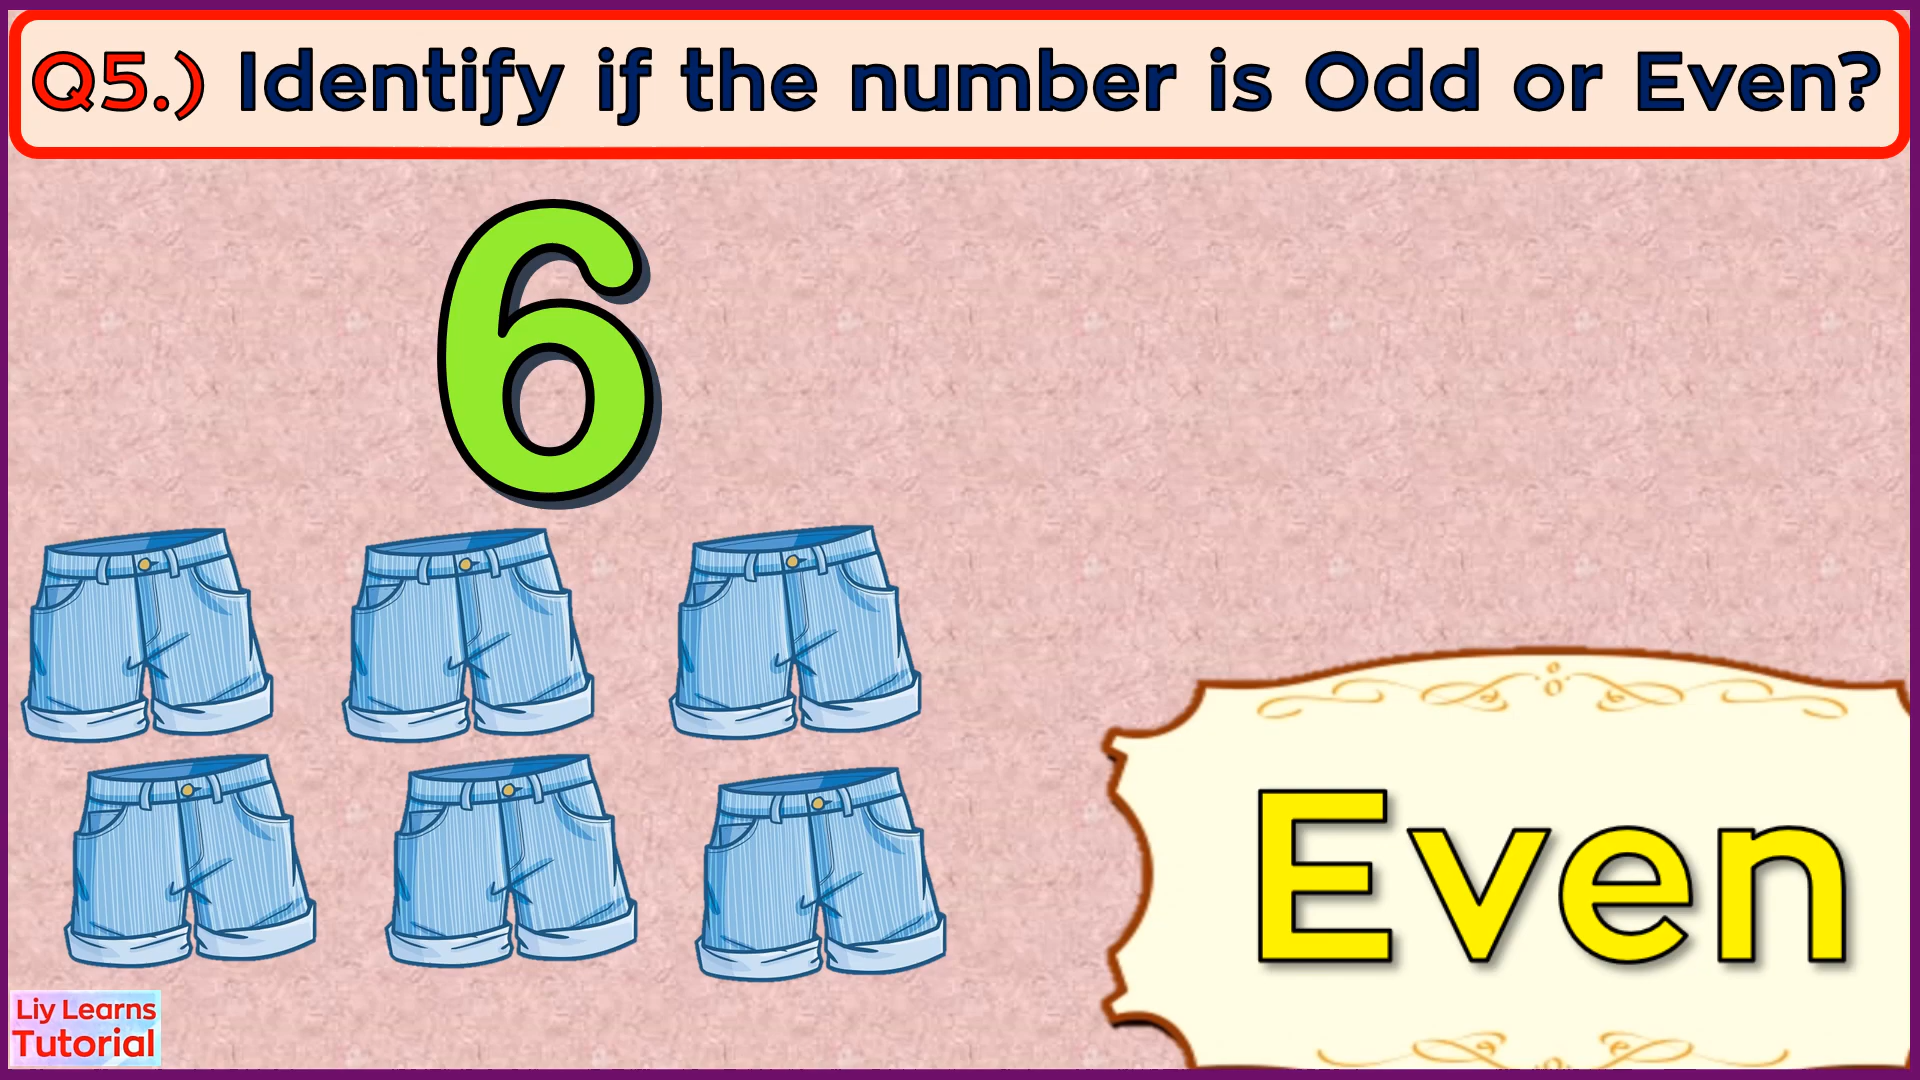 Q5.) Identify if the number is Odd or Even?
6
Even
Liy Learns
Tutorial